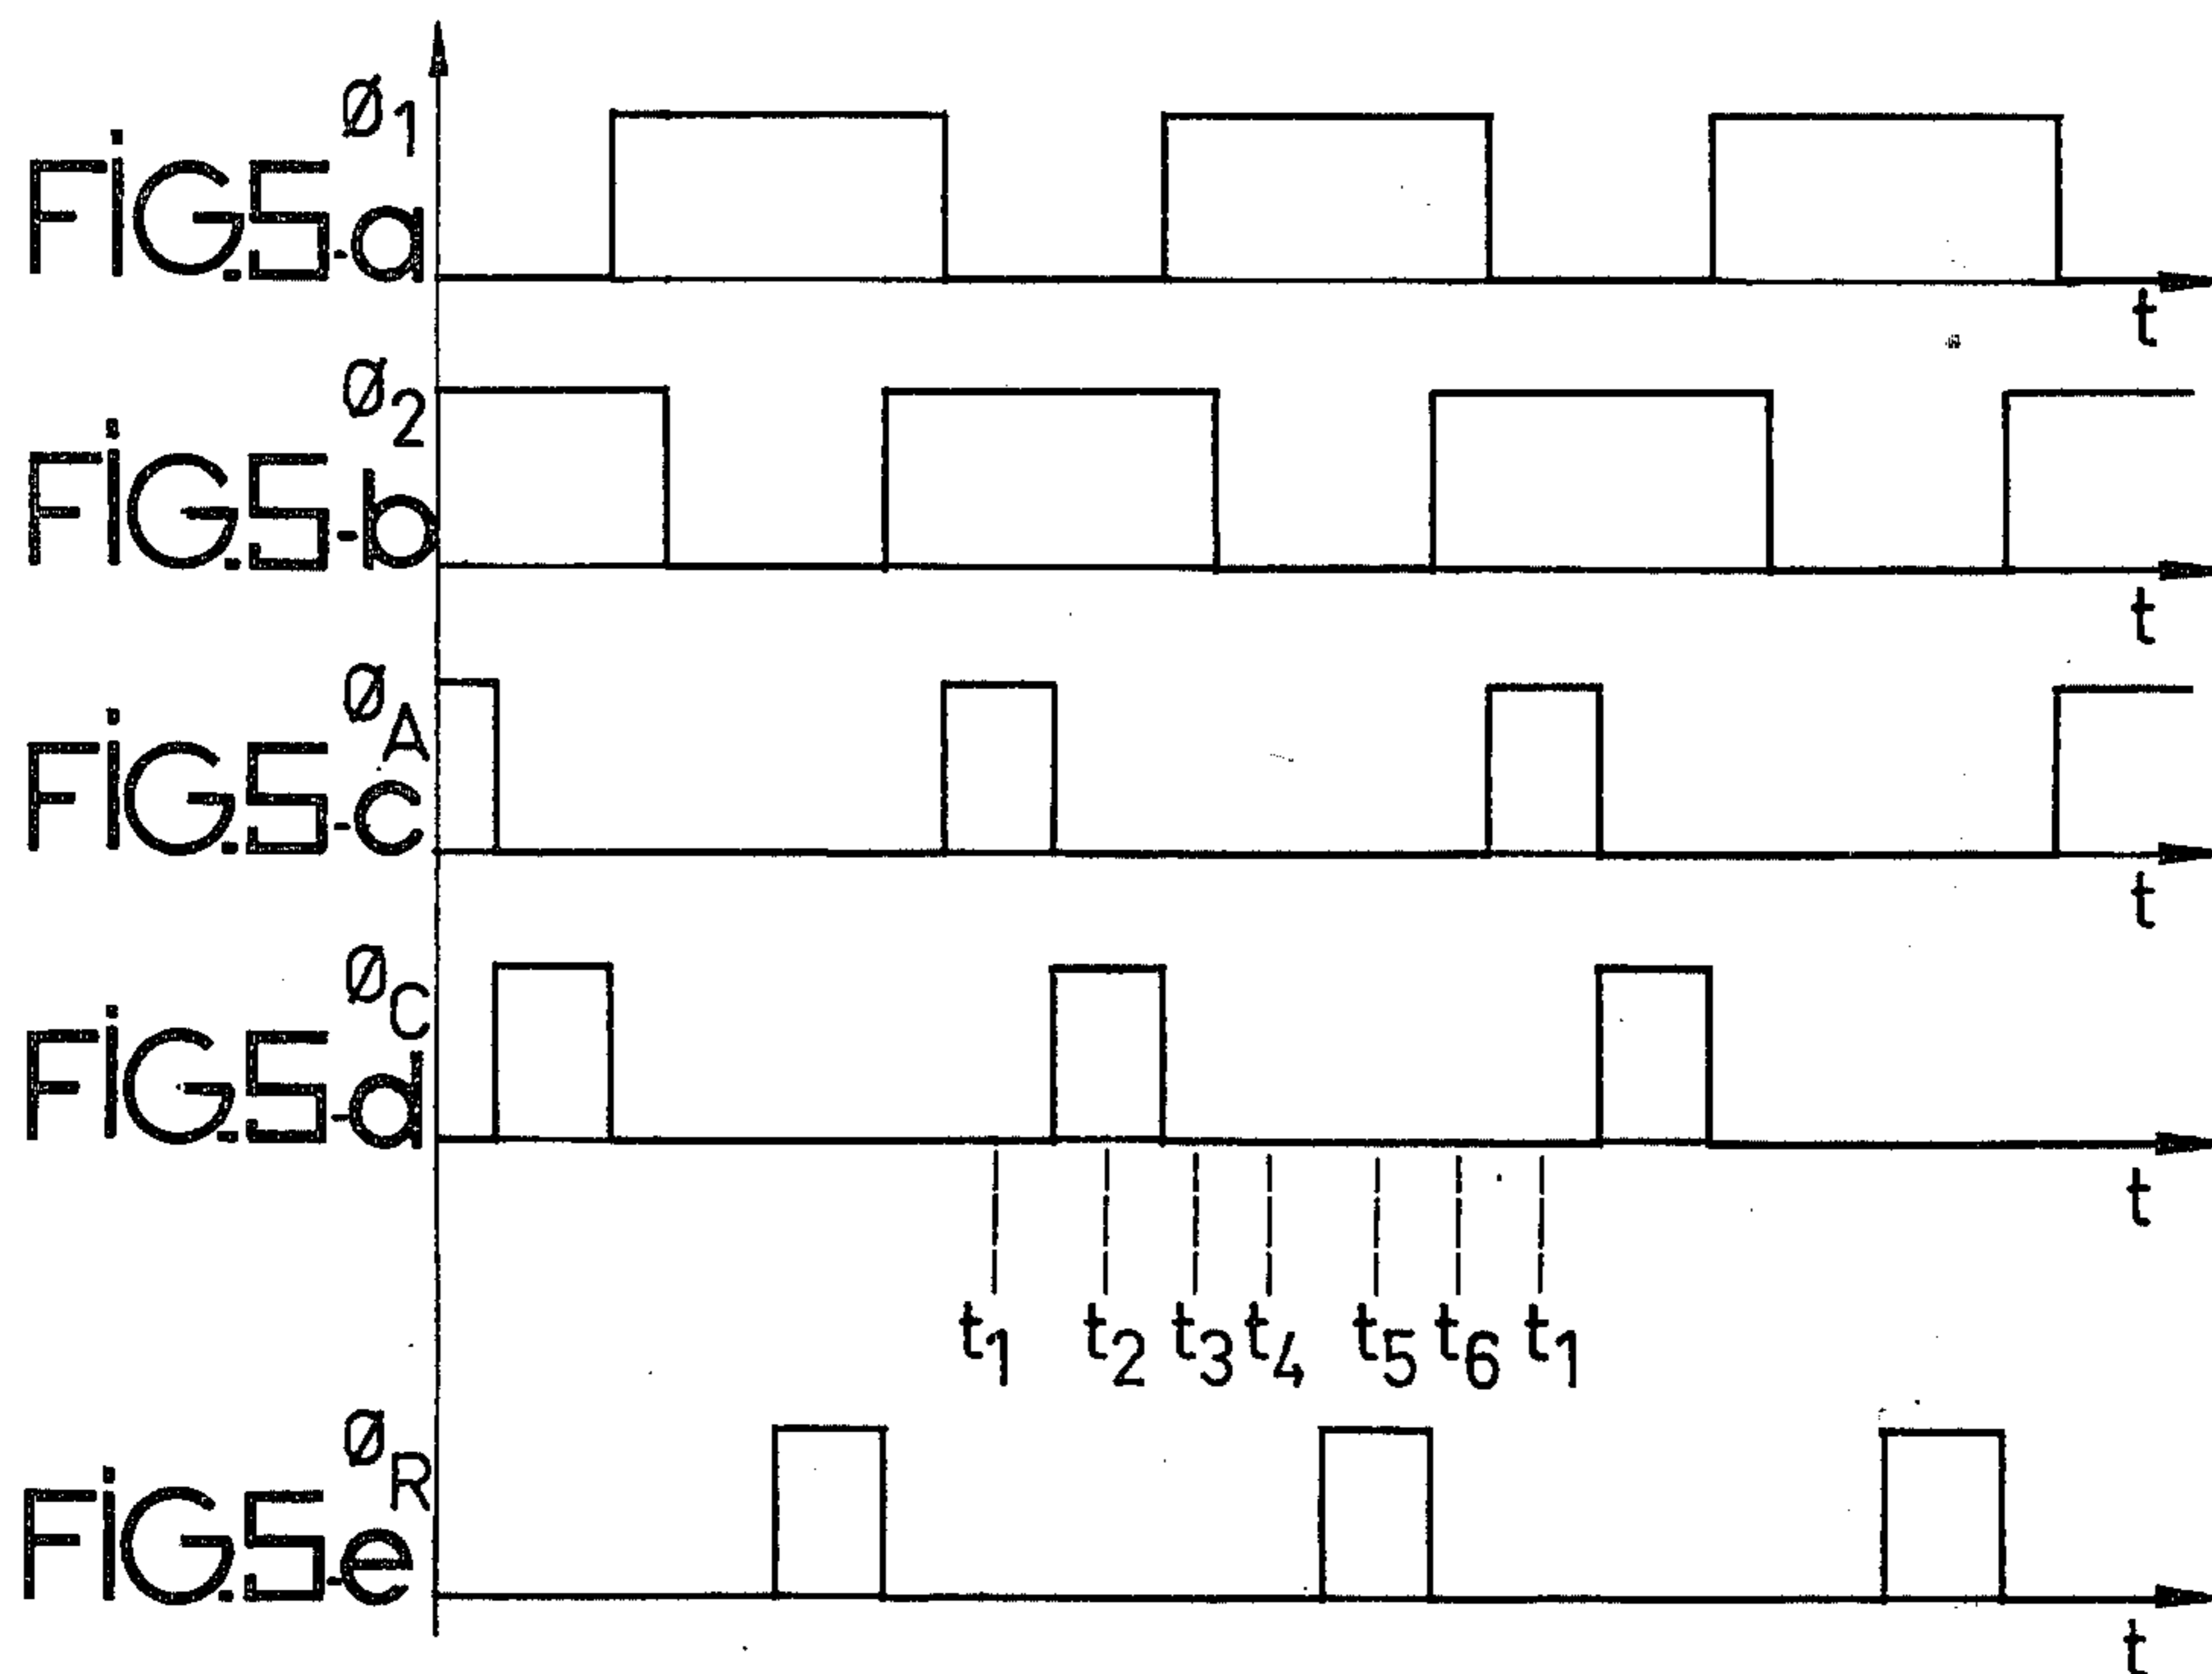 Ø1
FIG.5-a
t
Ø2
FIG.5-b
t
ØA
FIG.5-c
t
ØC
FIG.5-d
t
t1 t2 t3 t4 t5 t6 t1
ØR
FIG.5-e
t